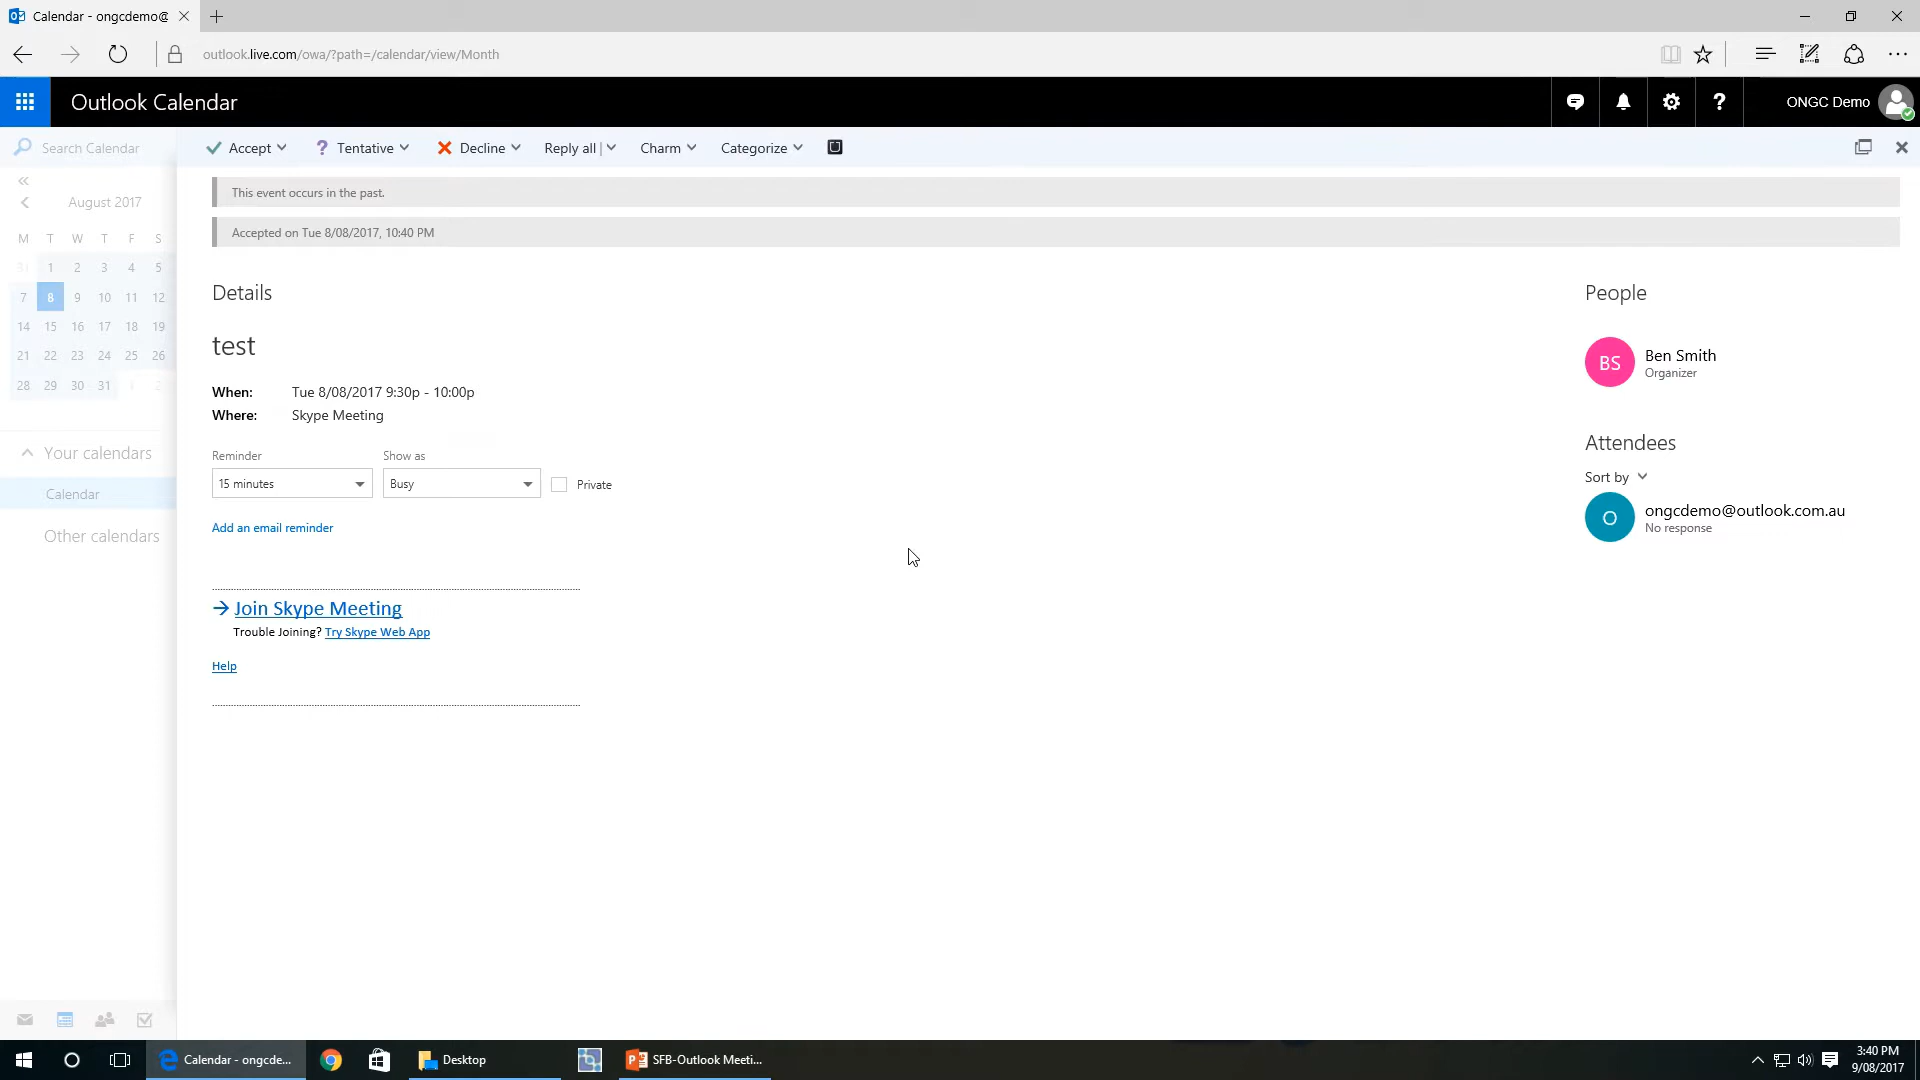 Calendar - ongcdemo@
outlook.live.com/owa/?path=/calendar/view/Month
Outlook Calendar
ONGC Demo
Search Calendar
Accept
Tentative
Decline
Reply all
Charm
Categorize
This event occurs in the past.
Accepted on Tue 8/08/2017, 10:40 PM
August 2017
M T W T F S
31 1 2 3 4 5
7 8 9 10 11 12
14 15 16 17 18 19
21 22 23 24 25 26
28 29 30 31 1 2
Your calendars
Calendar
Other calendars
Details
test
When: Tue 8/08/2017 9:30p - 10:00p
Where: Skype Meeting
Reminder
Show as
15 minutes
Busy
Private
Add an email reminder
Join Skype Meeting
Trouble Joining? Try Skype Web App
Help
People
BS
Ben Smith
Organizer
Attendees
Sort by
O
ongcdemo@outlook.com.au
No response
Calendar - ongcde...
Desktop
SFB-Outlook Meeti...
3:40 PM
9/08/2017